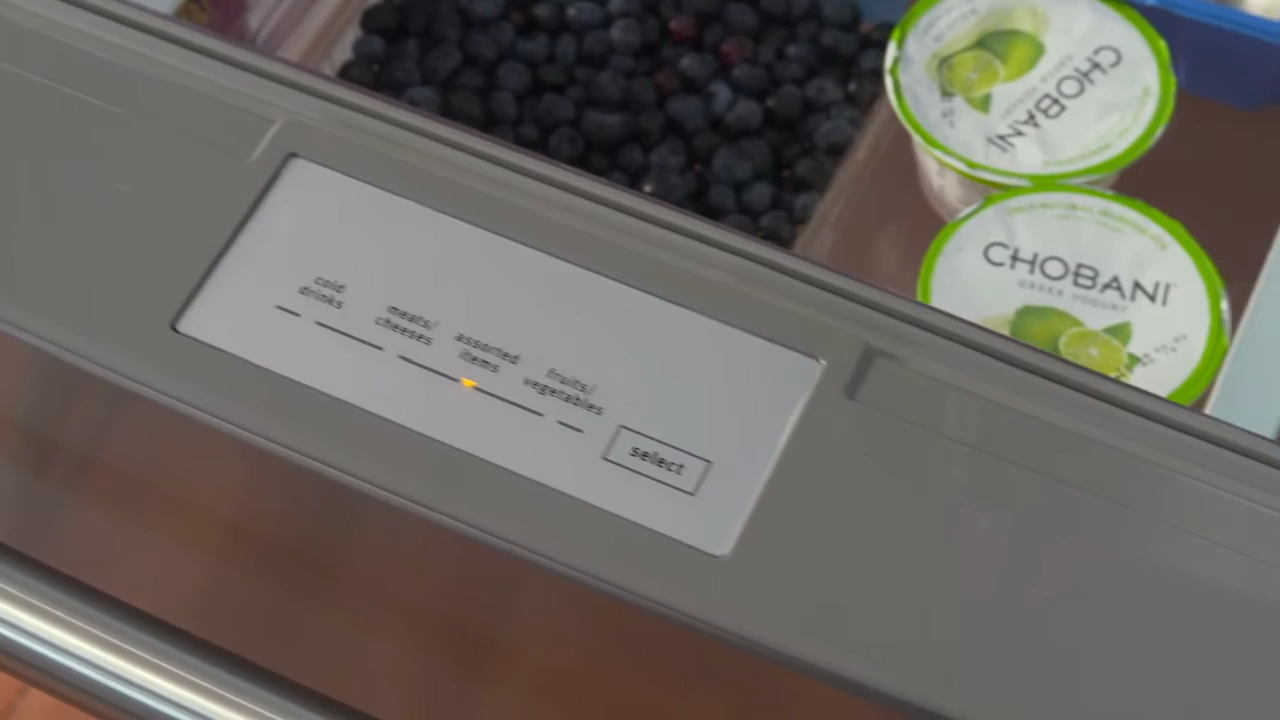 CHOBANI
CHOBANI
GREEK YOGURT
cold
drinks
meats/
cheeses
assorted
items
fruits/
vegetables
select